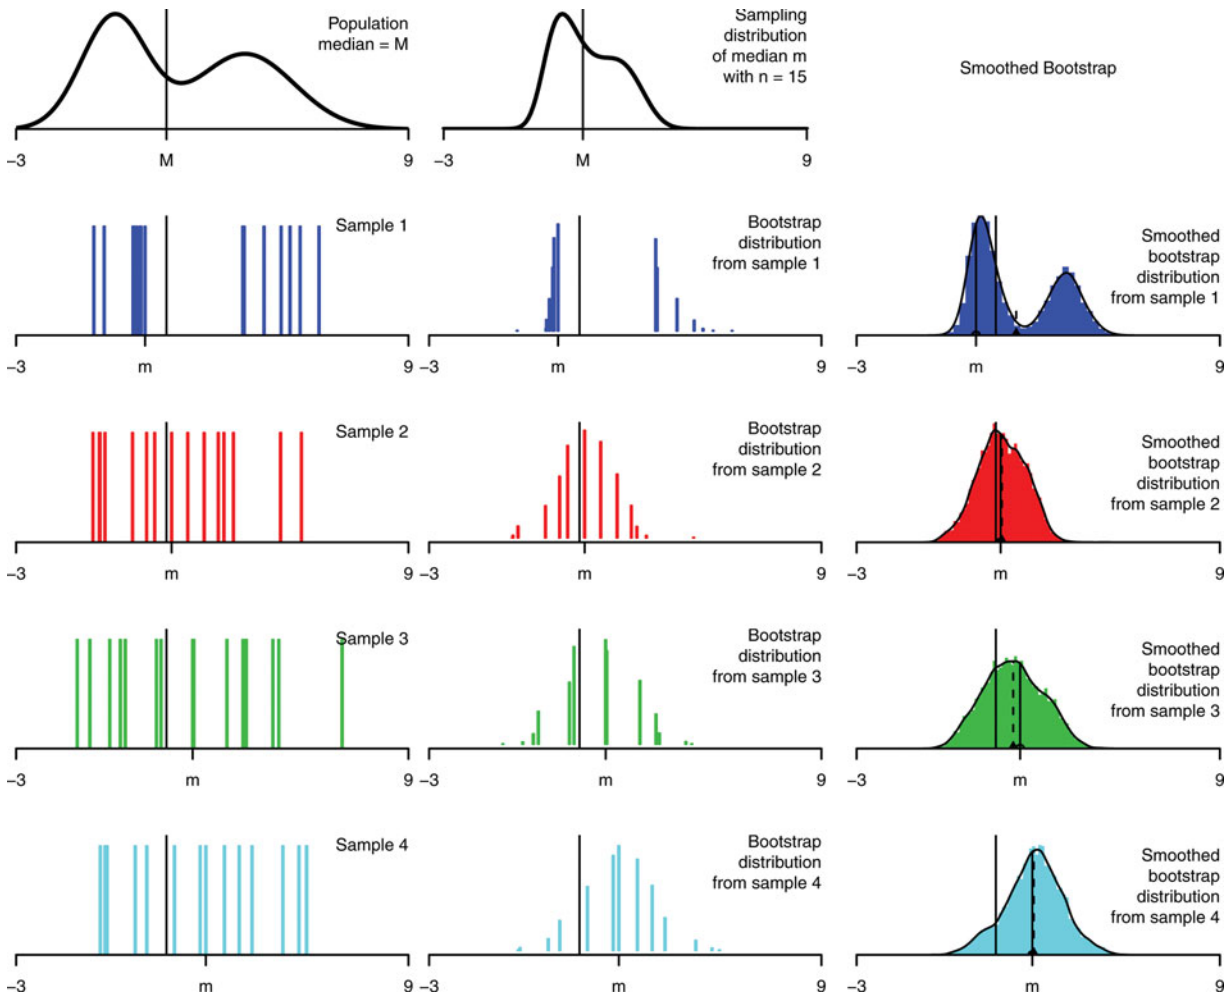 Population
median = M
–3
M
9
Sampling
distribution
of median m
with n = 15
–3
M
9
Smoothed Bootstrap
Sample 1
–3
m
9
Bootstrap
distribution
from sample 1
–3
m
9
Smoothed
bootstrap
distribution
from sample 1
–3
m
9
Sample 2
–3
m
9
Bootstrap
distribution
from sample 2
–3
m
9
Smoothed
bootstrap
distribution
from sample 2
–3
m
9
Sample 3
–3
m
9
Bootstrap
distribution
from sample 3
–3
m
9
Smoothed
bootstrap
distribution
from sample 3
–3
m
9
Sample 4
–3
m
9
Bootstrap
distribution
from sample 4
–3
m
9
Smoothed
bootstrap
distribution
from sample 4
–3
m
9